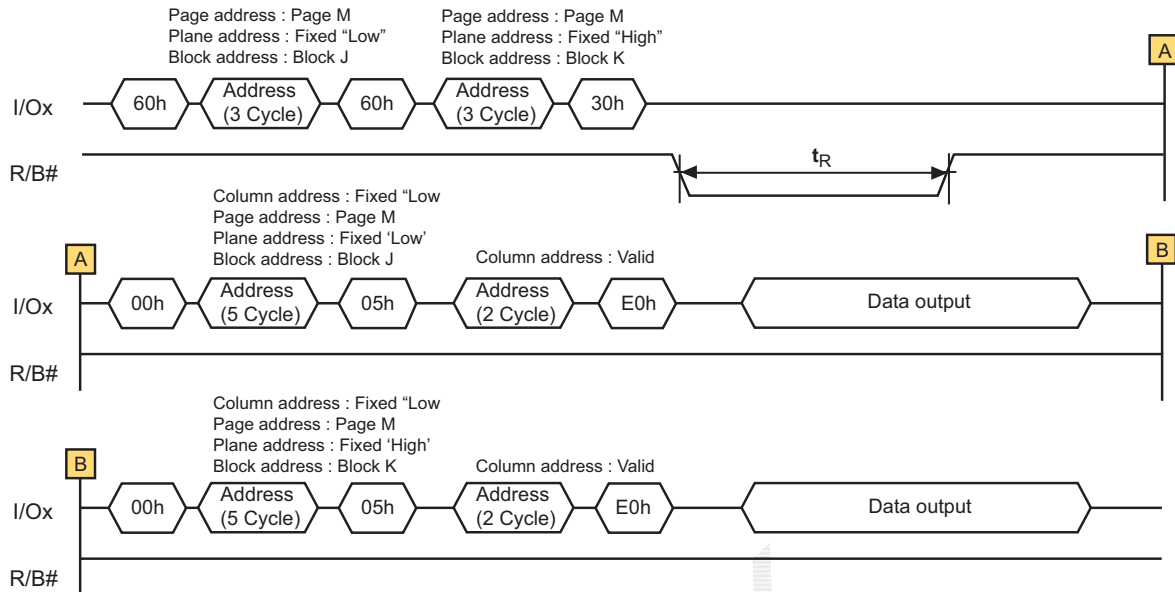 Page address : Page M
Plane address : Fixed “Low”
Block address : Block J
Page address : Page M
Plane address : Fixed “High”
Block address : Block K
A
I/Ox
60h
Address
(3 Cycle)
60h
Address
(3 Cycle)
30h
R/B#
tR
Column address : Fixed “Low
Page address : Page M
Plane address : Fixed ‘Low’
Block address : Block J
Column address : Valid
A
B
I/Ox
00h
Address
(5 Cycle)
05h
Address
(2 Cycle)
E0h
Data output
R/B#
Column address : Fixed “Low
Page address : Page M
Plane address : Fixed ‘High’
Block address : Block K
Column address : Valid
B
I/Ox
00h
Address
(5 Cycle)
05h
Address
(2 Cycle)
E0h
Data output
R/B#